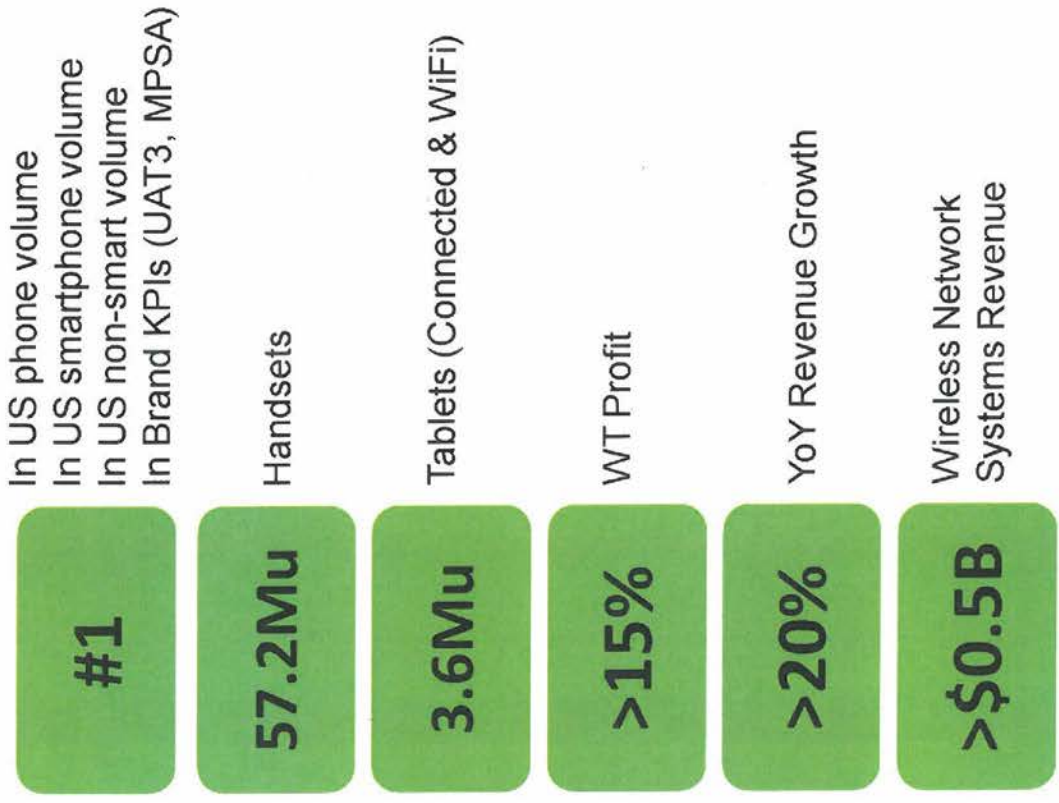 #1
In US phone volume
In US smartphone volume
In US non-smart volume
In Brand KPIs (UAT3, MPSA)
57.2Mu
Handsets
3.6Mu
Tablets (Connected & WiFi)
>15%
WT Profit
>20%
YoY Revenue Growth
>$0.5B
Wireless Network
Systems Revenue